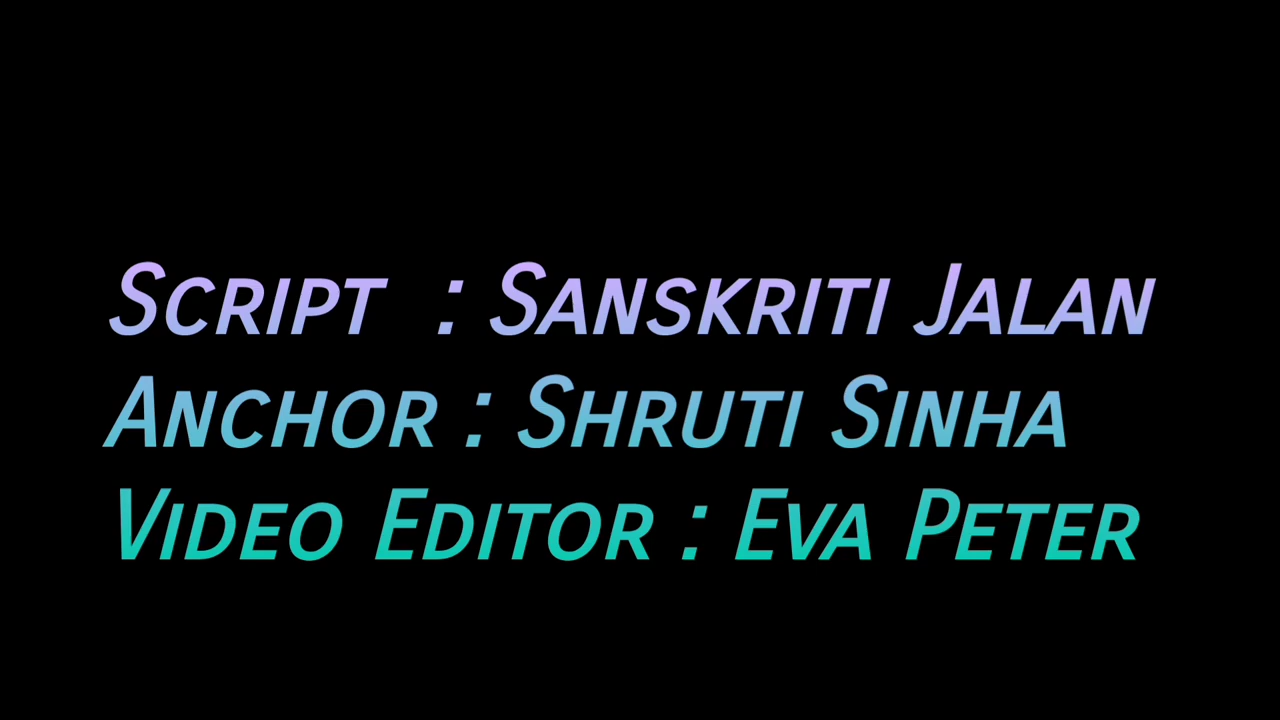 Script : Sanskriti Jalan
Anchor : Shruti Sinha
Video Editor : Eva Peter